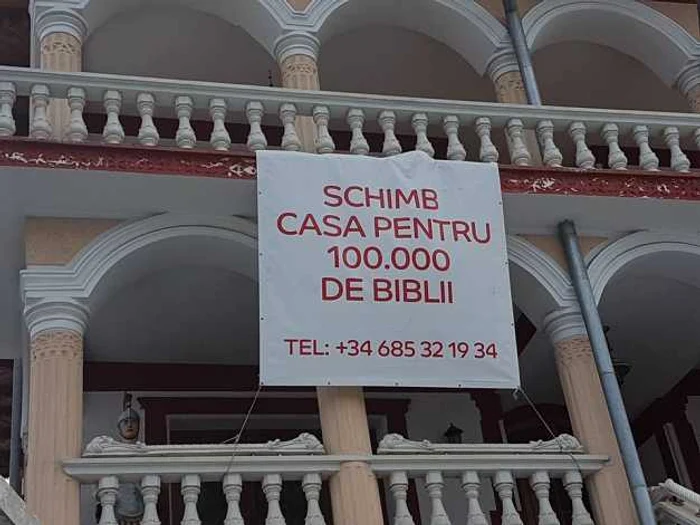 SCHIMB
CASA PENTRU
100.000
DE BIBLII
TEL: +34 685 32 19 34